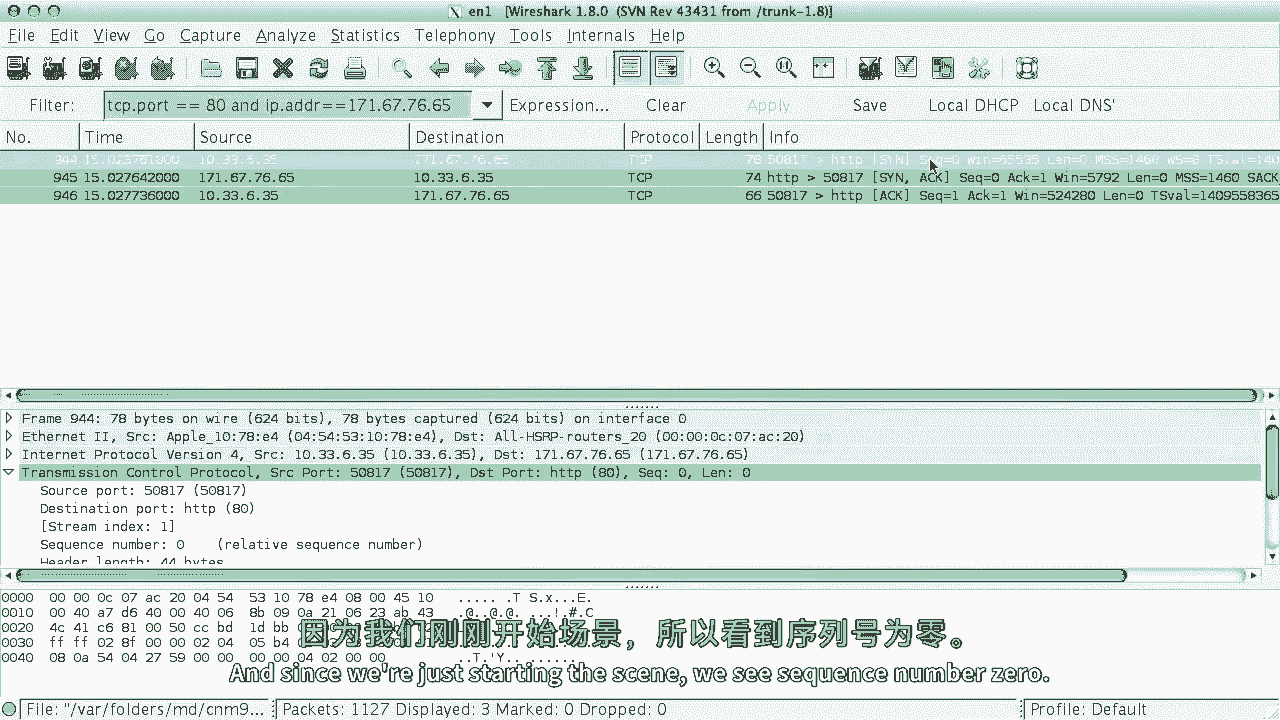 en1 [Wireshark 1.8.0 (SVN Rev 43431 from /trunk-1.8)]
File Edit View Go Capture Analyze Statistics Telephony Tools Internals Help
Filter: tcp.port == 80 and ip.addr==171.67.76.65 Expression... Clear Apply Save Local DHCP Local DNS'
No. Time Source Destination Protocol Length Info
944 15.023761000 10.33.6.35 171.67.76.65 TCP 78 50817 > http [SYN] Seq=0 Win=65535 Len=0 MSS=1460 WS=8 TSval=140
945 15.027642000 171.67.76.65 10.33.6.35 TCP 74 http > 50817 [SYN, ACK] Seq=0 Ack=1 Win=5792 Len=0 MSS=1460 SACK
946 15.027736000 10.33.6.35 171.67.76.65 TCP 66 50817 > http [ACK] Seq=1 Ack=1 Win=524280 Len=0 TSval=1409558365
Frame 944: 78 bytes on wire (624 bits), 78 bytes captured (624 bits) on interface 0
Ethernet II, Src: Apple_10:78:e4 (04:54:53:10:78:e4), Dst: All-HSRP-routers_20 (00:00:0c:07:ac:20)
Internet Protocol Version 4, Src: 10.33.6.35 (10.33.6.35), Dst: 171.67.76.65 (171.67.76.65)
Transmission Control Protocol, Src Port: 50817 (50817), Dst Port: http (80), Seq: 0, Len: 0
Source port: 50817 (50817)
Destination port: http (80)
[Stream index: 1]
Sequence number: 0 (relative sequence number)
Header length: 44 bytes
0000 00 00 0c 07 ac 20 04 54 53 10 78 e4 08 00 45 10 ..... .T S.x...E.
0010 00 40 a7 d6 40 00 40 06 8b 09 0a 21 06 23 ab 43 .@..@.@. ...!.#.C
0020 4c 41 c6 81 00 50 cc bd 1d bb
0030 ff ff 02 8f 00 00 02 04 05 b4
0040 08 0a 54 04 27 59 00 00 00 00 04 02 00 00 ..T.'Y.. ......
因为我们刚刚开始场景，所以看到序列号为零。
And since we're just starting the scene, we see sequence number zero.
File: "/var/folders/md/cnm9... Packets: 1127 Displayed: 3 Marked: 0 Dropped: 0 Profile: Default